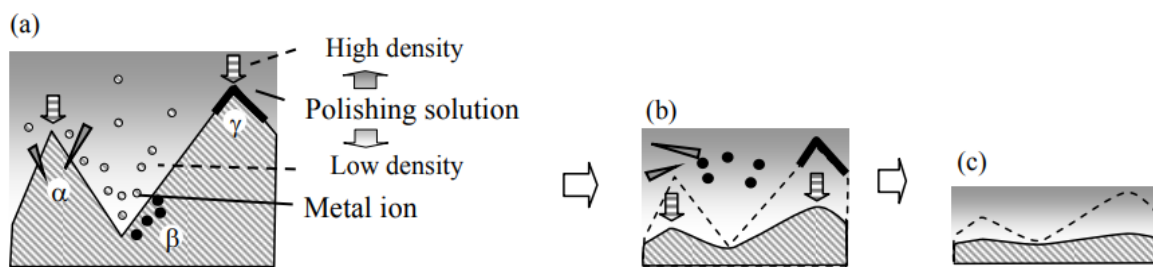 (a)
High density
Polishing solution
Low density
Metal ion
α
β
γ
(b)
(c)